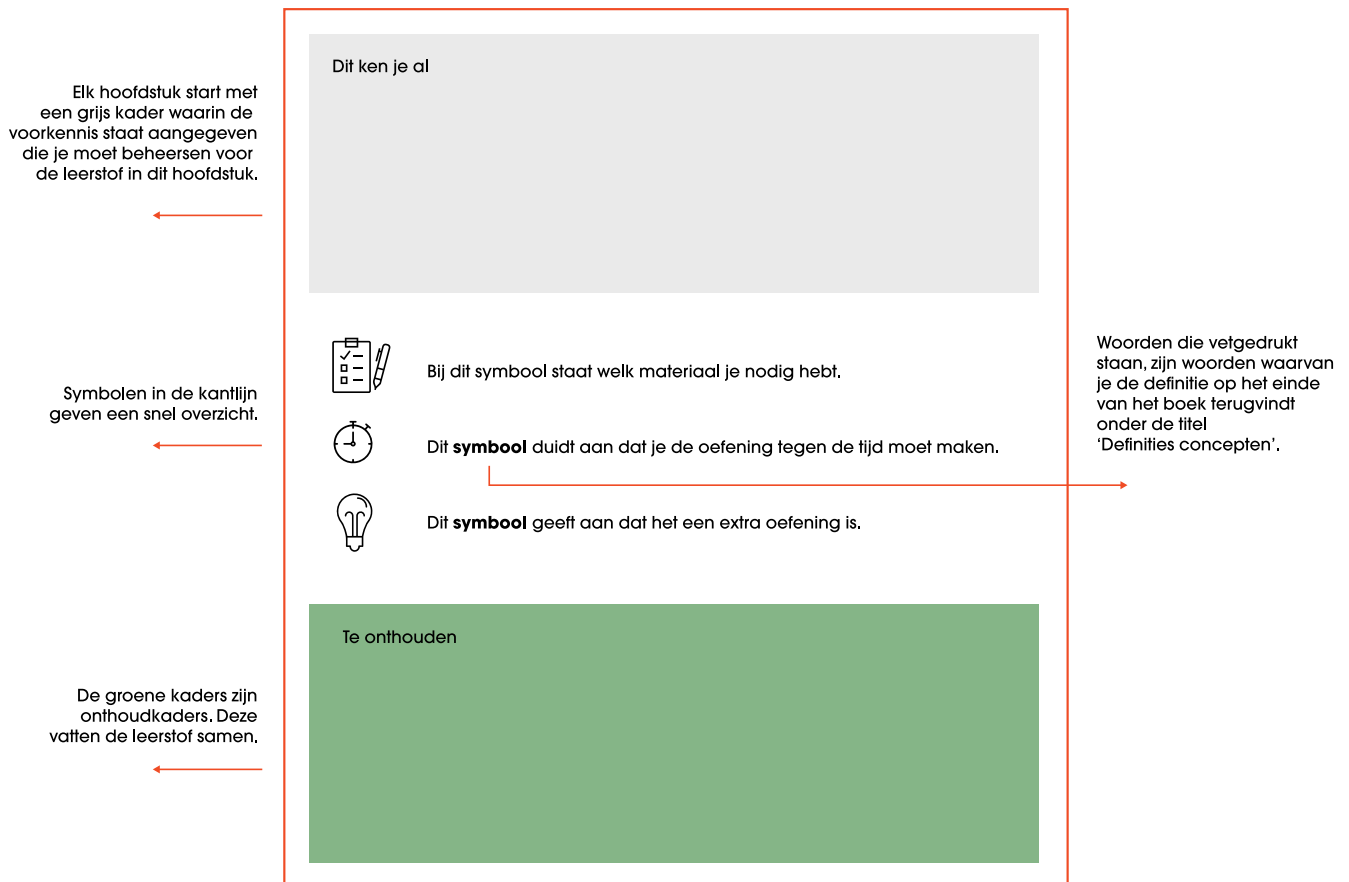 Dit ken je al
Elk hoofdstuk start met
een grijs kader waarin de
voorkennis staat aangegeven
die je moet beheersen voor
de leerstof in dit hoofdstuk.
Symbolen in de kantlijn
geven een snel overzicht.
Bij dit symbool staat welk materiaal je nodig hebt.
Dit symbool duidt aan dat je de oefening tegen de tijd moet maken.
Dit symbool geeft aan dat het een extra oefening is.
Woorden die vetgedrukt
staan, zijn woorden waarvan
je de definitie op het einde
van het boek terugvindt
onder de titel
‘Definities concepten’.
Te onthouden
De groene kaders zijn
onthoudkaders. Deze
vatten de leerstof samen.